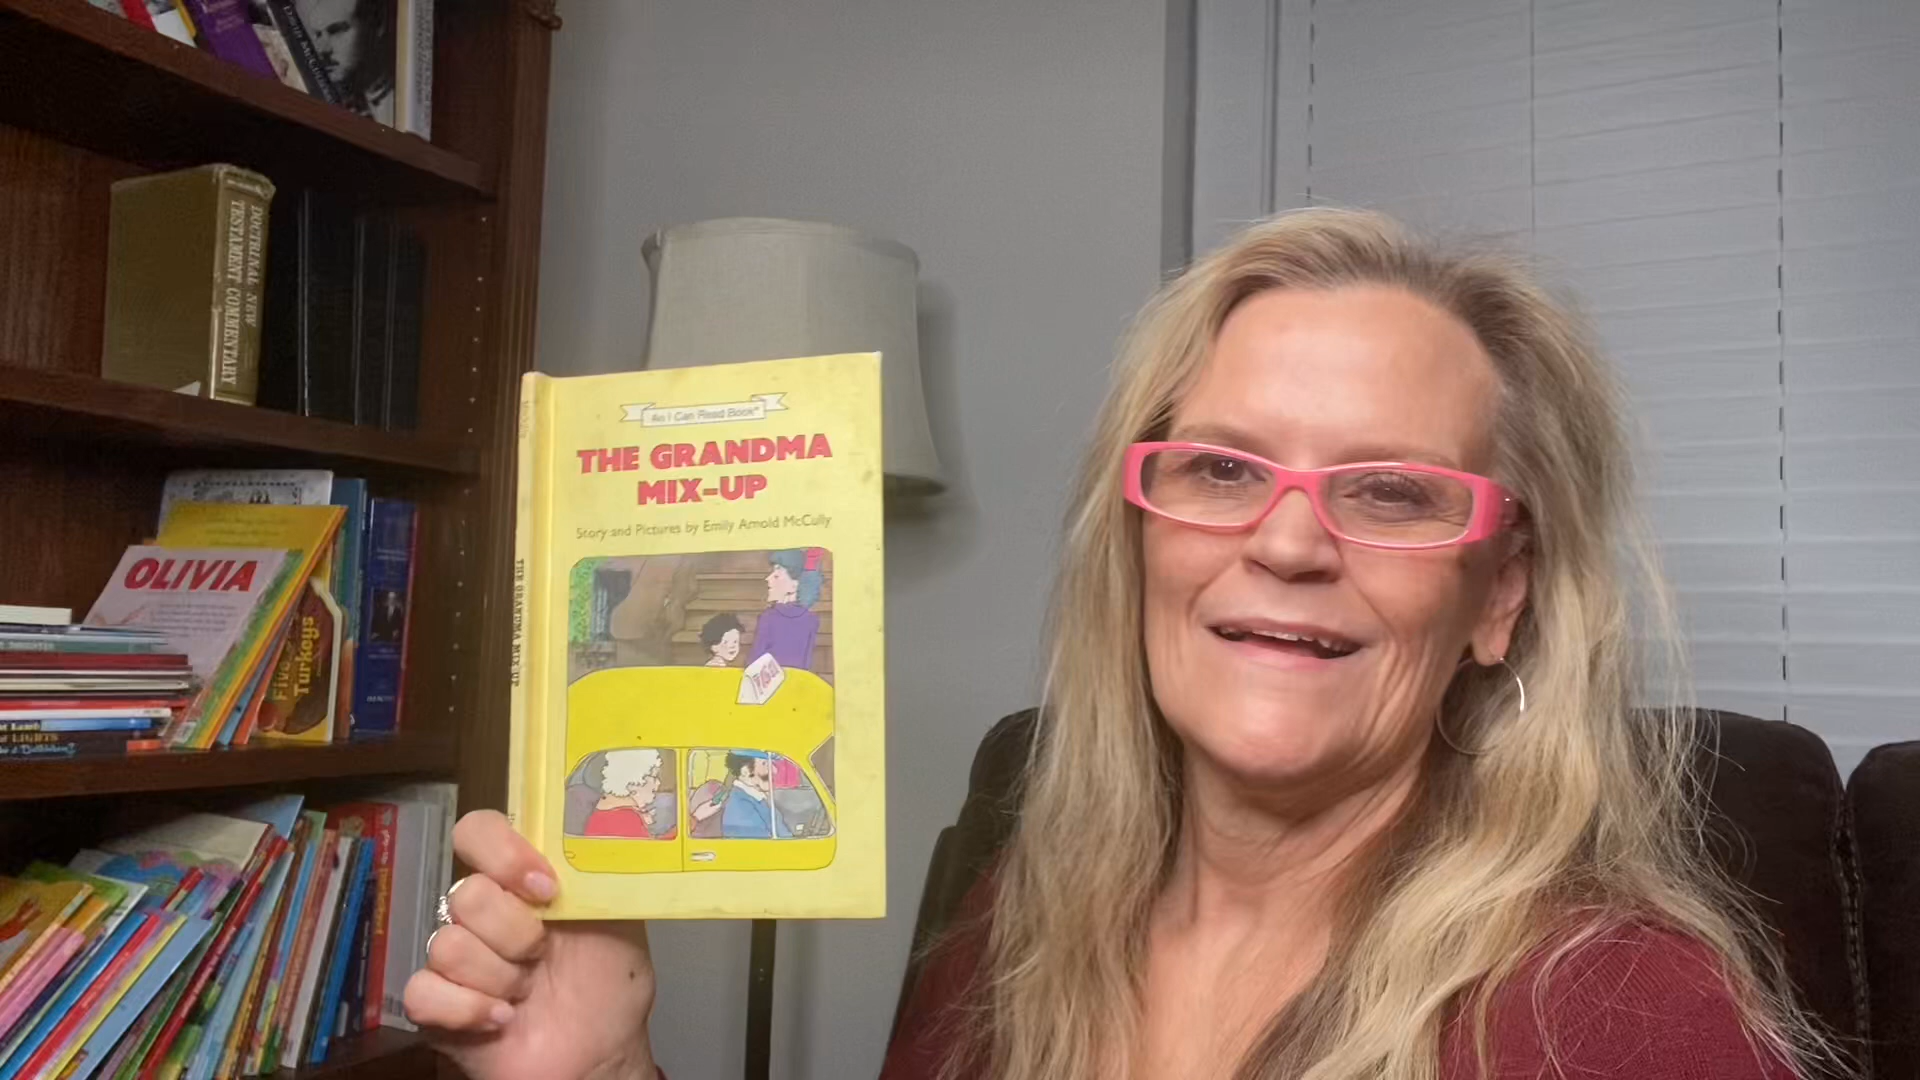 DOCTRINAL NEW
TESTAMENT COMMENTARY
An I Can Read Book®
THE GRANDMA
MIX-UP
Story and Pictures by Emily Arnold McCully
THE GRANDMA MIX-UP
OLIVIA
Five
Turkeys
LIGHTS